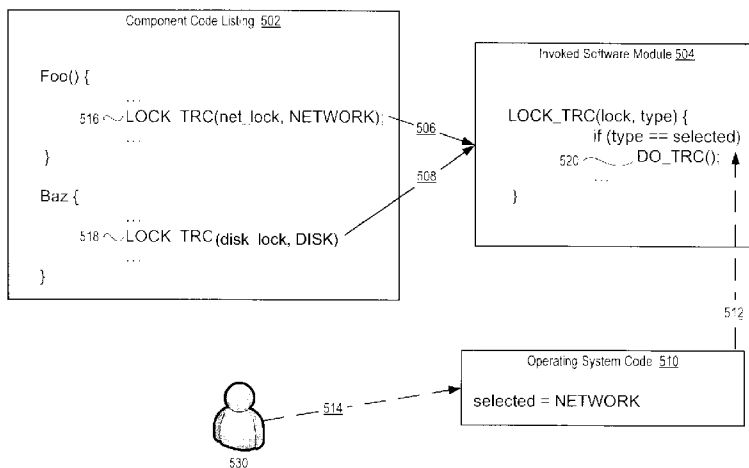 Component Code Listing 502
Foo() {
...
516 LOCK TRC(net_lock, NETWORK);
...
}
Baz {
...
518 LOCK TRC(disk lock, DISK)
...
}
506
508
Invoked Software Module 504
LOCK_TRC(lock, type) {
if (type == selected)
520 DO_TRC();
...
}
512
Operating System Code 510
selected = NETWORK
514
530